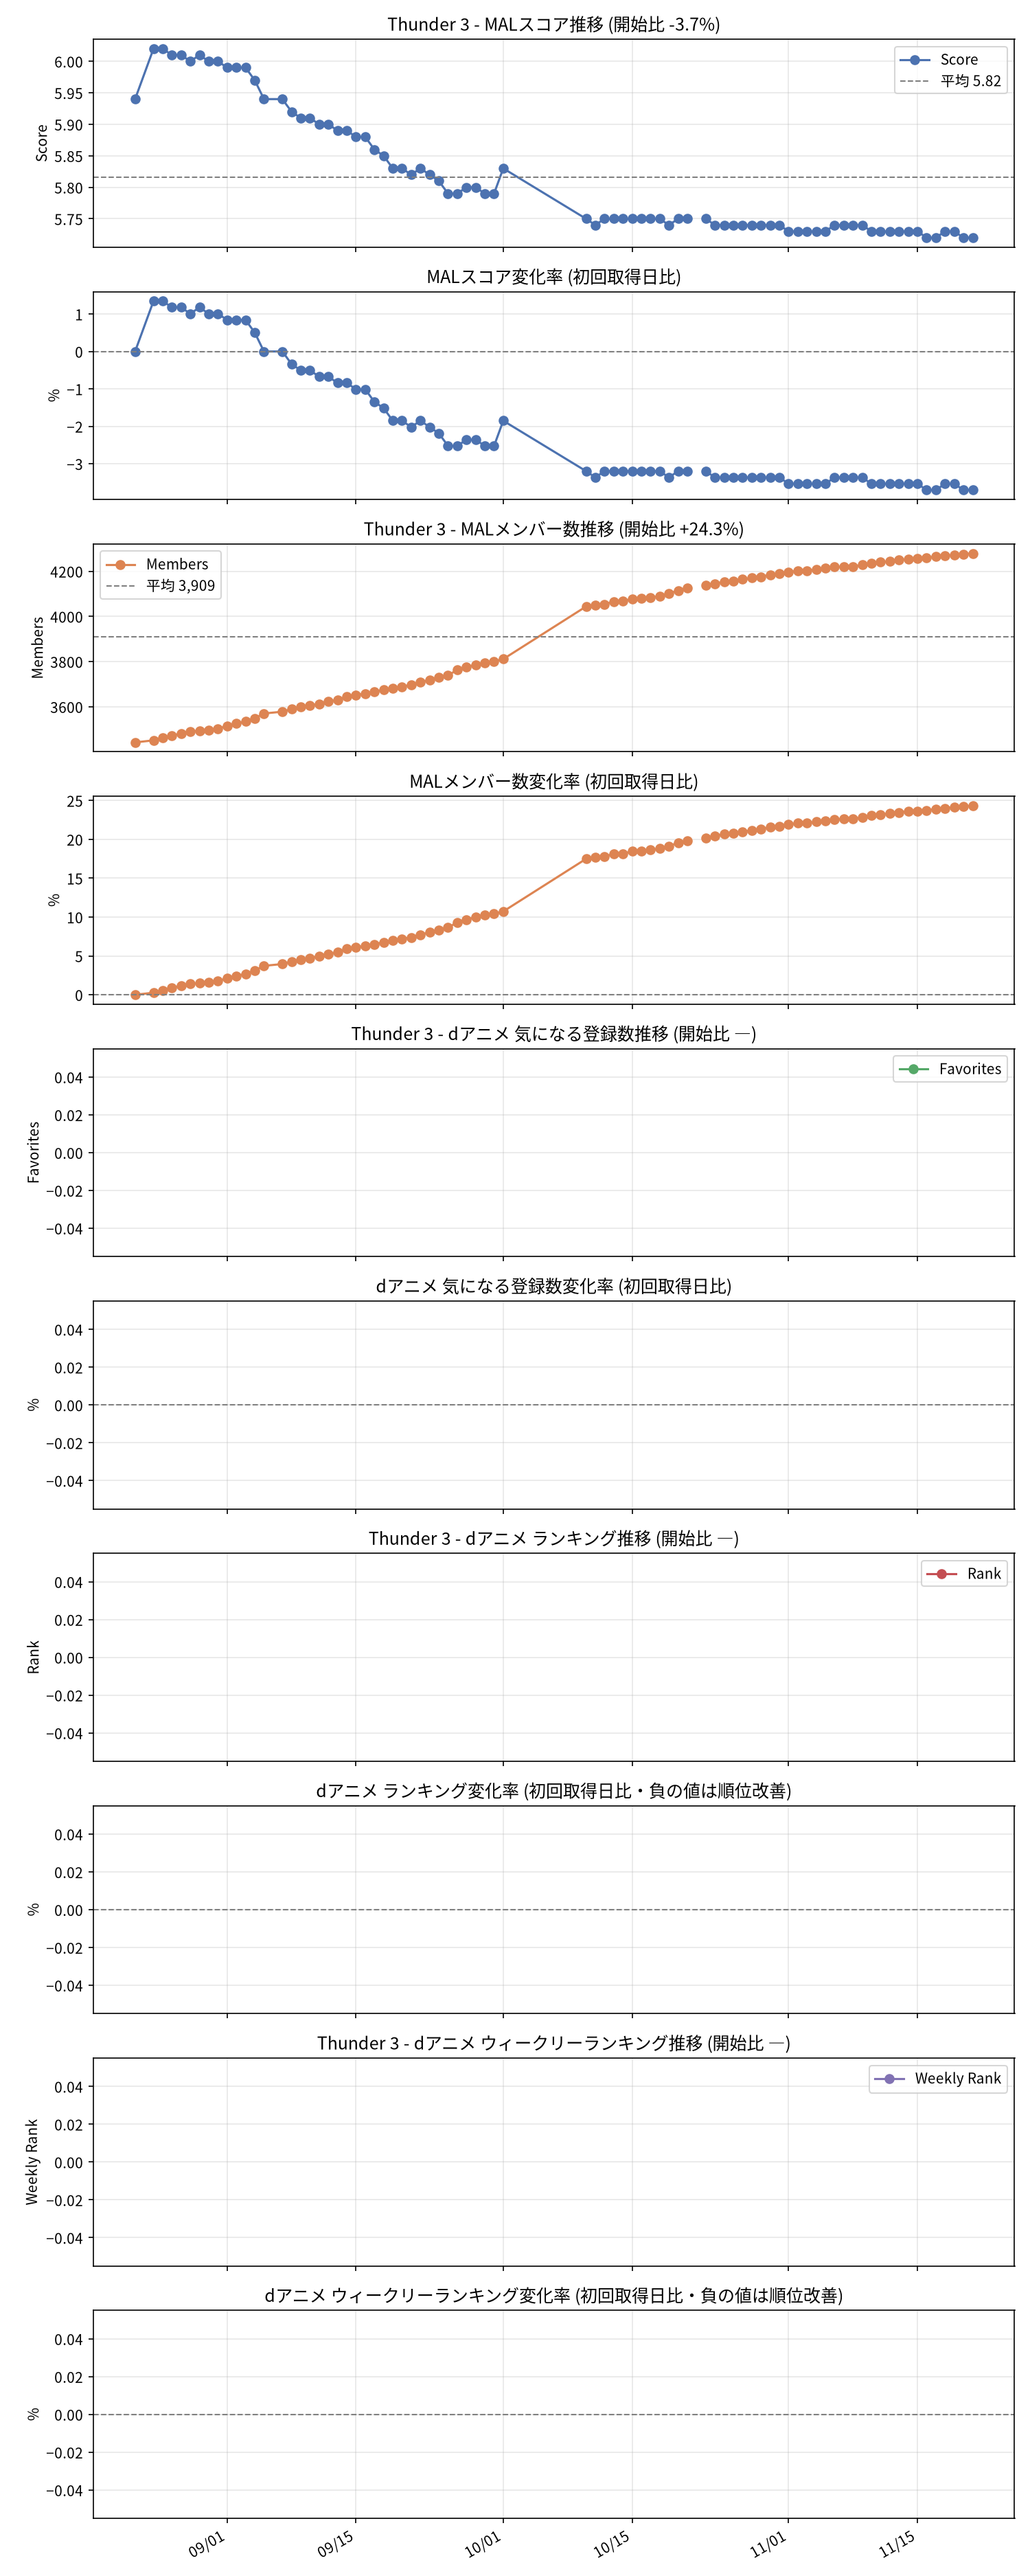 Thunder 3 - MALスコア推移 (開始比 -3.7%)
Score
6.00
5.95
5.90
5.85
5.80
5.75
Score
平均 5.82
MALスコア変化率 (初回取得日比)
%
1
0
−1
−2
−3
Thunder 3 - MALメンバー数推移 (開始比 +24.3%)
Members
4200
4000
3800
3600
Members
平均 3,909
MALメンバー数変化率 (初回取得日比)
%
25
20
15
10
5
0
Thunder 3 - dアニメ 気になる登録数推移 (開始比 —)
Favorites
0.04
0.02
0.00
−0.02
−0.04
Favorites
dアニメ 気になる登録数変化率 (初回取得日比)
%
0.04
0.02
0.00
−0.02
−0.04
Thunder 3 - dアニメ ランキング推移 (開始比 —)
Rank
0.04
0.02
0.00
−0.02
−0.04
Rank
dアニメ ランキング変化率 (初回取得日比・負の値は順位改善)
%
0.04
0.02
0.00
−0.02
−0.04
Thunder 3 - dアニメ ウィークリーランキング推移 (開始比 —)
Weekly Rank
0.04
0.02
0.00
−0.02
−0.04
Weekly Rank
dアニメ ウィークリーランキング変化率 (初回取得日比・負の値は順位改善)
%
0.04
0.02
0.00
−0.02
−0.04
09/01
09/15
10/01
10/15
11/01
11/15